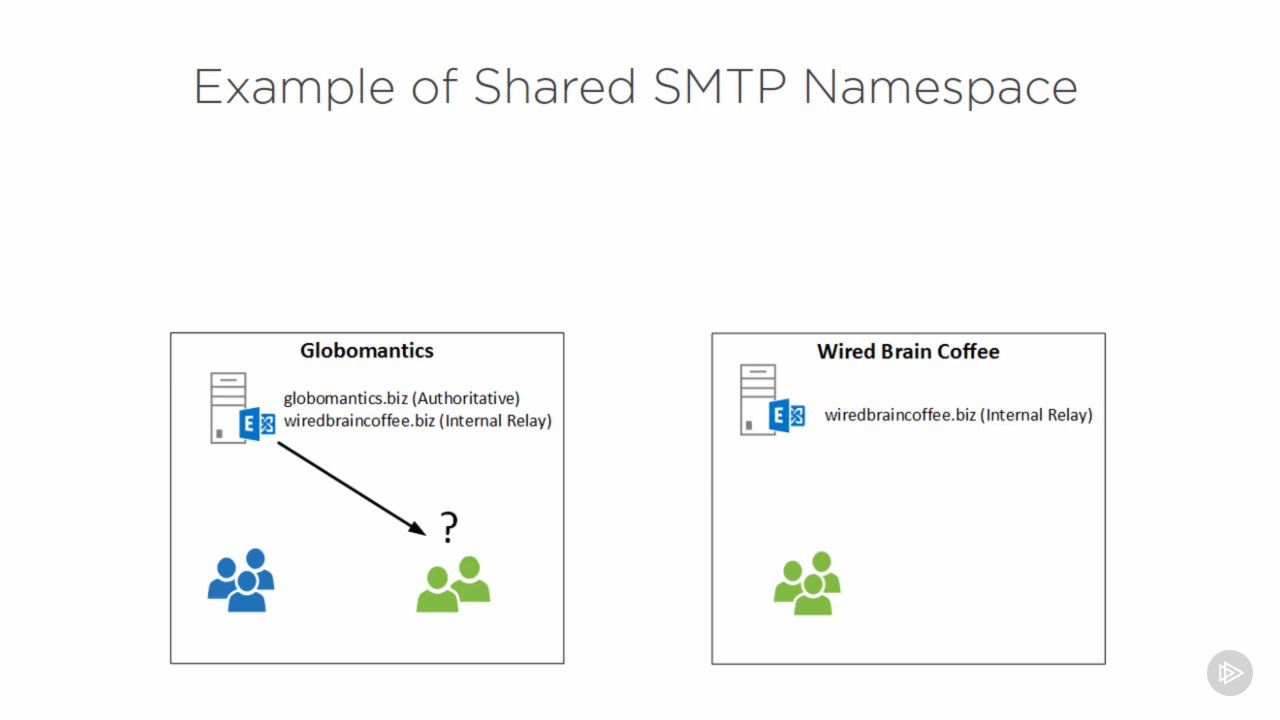 Example of Shared SMTP Namespace
Globomantics
globomantics.biz (Authoritative)
wiredbraincoffee.biz (Internal Relay)
E
?
Wired Brain Coffee
wiredbraincoffee.biz (Internal Relay)
E